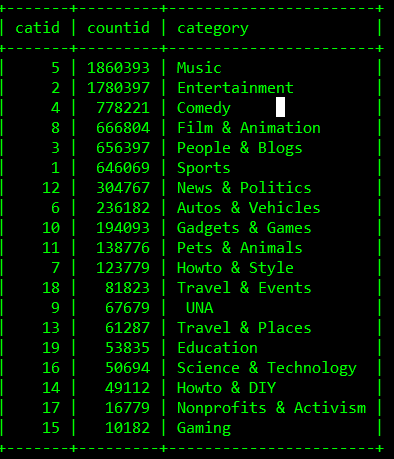 +-------+---------+-----------------------+
| catid | countid | category              |
+-------+---------+-----------------------+
|     5 | 1860393 | Music                 |
|     2 | 1780397 | Entertainment         |
|     4 |  778221 | Comedy                |
|     8 |  666804 | Film & Animation      |
|     3 |  656397 | People & Blogs        |
|     1 |  646069 | Sports                |
|    12 |  304767 | News & Politics       |
|     6 |  236182 | Autos & Vehicles      |
|    10 |  194093 | Gadgets & Games       |
|    11 |  138776 | Pets & Animals        |
|     7 |  123779 | Howto & Style         |
|    18 |   81823 | Travel & Events       |
|     9 |   67679 |  UNA                  |
|    13 |   61287 | Travel & Places       |
|    19 |   53835 | Education             |
|    16 |   50694 | Science & Technology  |
|    14 |   49112 | Howto & DIY           |
|    17 |   16779 | Nonprofits & Activism |
|    15 |   10182 | Gaming                |
+-------+---------+-----------------------+